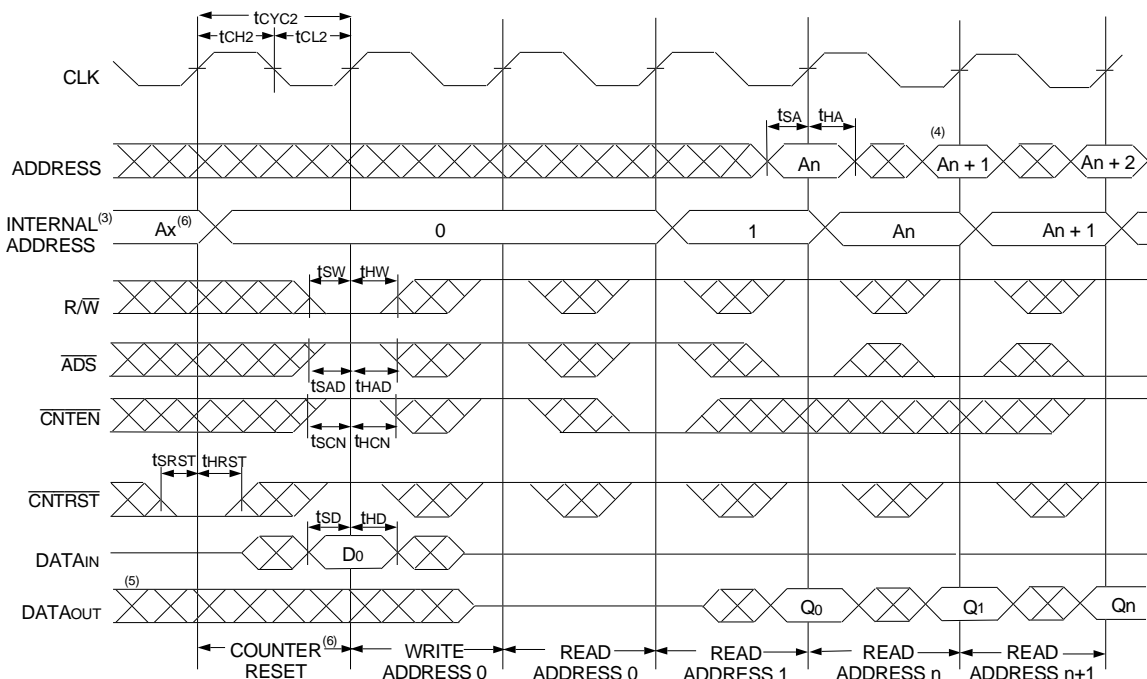 tCYC2
tCH2 tCL2
CLK
tSA tHA
(4)
ADDRESS An An + 1 An + 2
INTERNAL(3) ADDRESS Ax(6) 0 1 An An + 1
tSW tHW
R/W̅
A̅D̅S̅
tSAD tHAD
C̅N̅T̅E̅N̅
tSCN tHCN
tSRST tHRST
C̅N̅T̅R̅S̅T̅
tSD tHD
DATAIN D0
(5)
DATAOUT Q0 Q1 Qn
COUNTER(6) RESET
WRITE ADDRESS 0
READ ADDRESS 0
READ ADDRESS 1
READ ADDRESS n
READ ADDRESS n+1